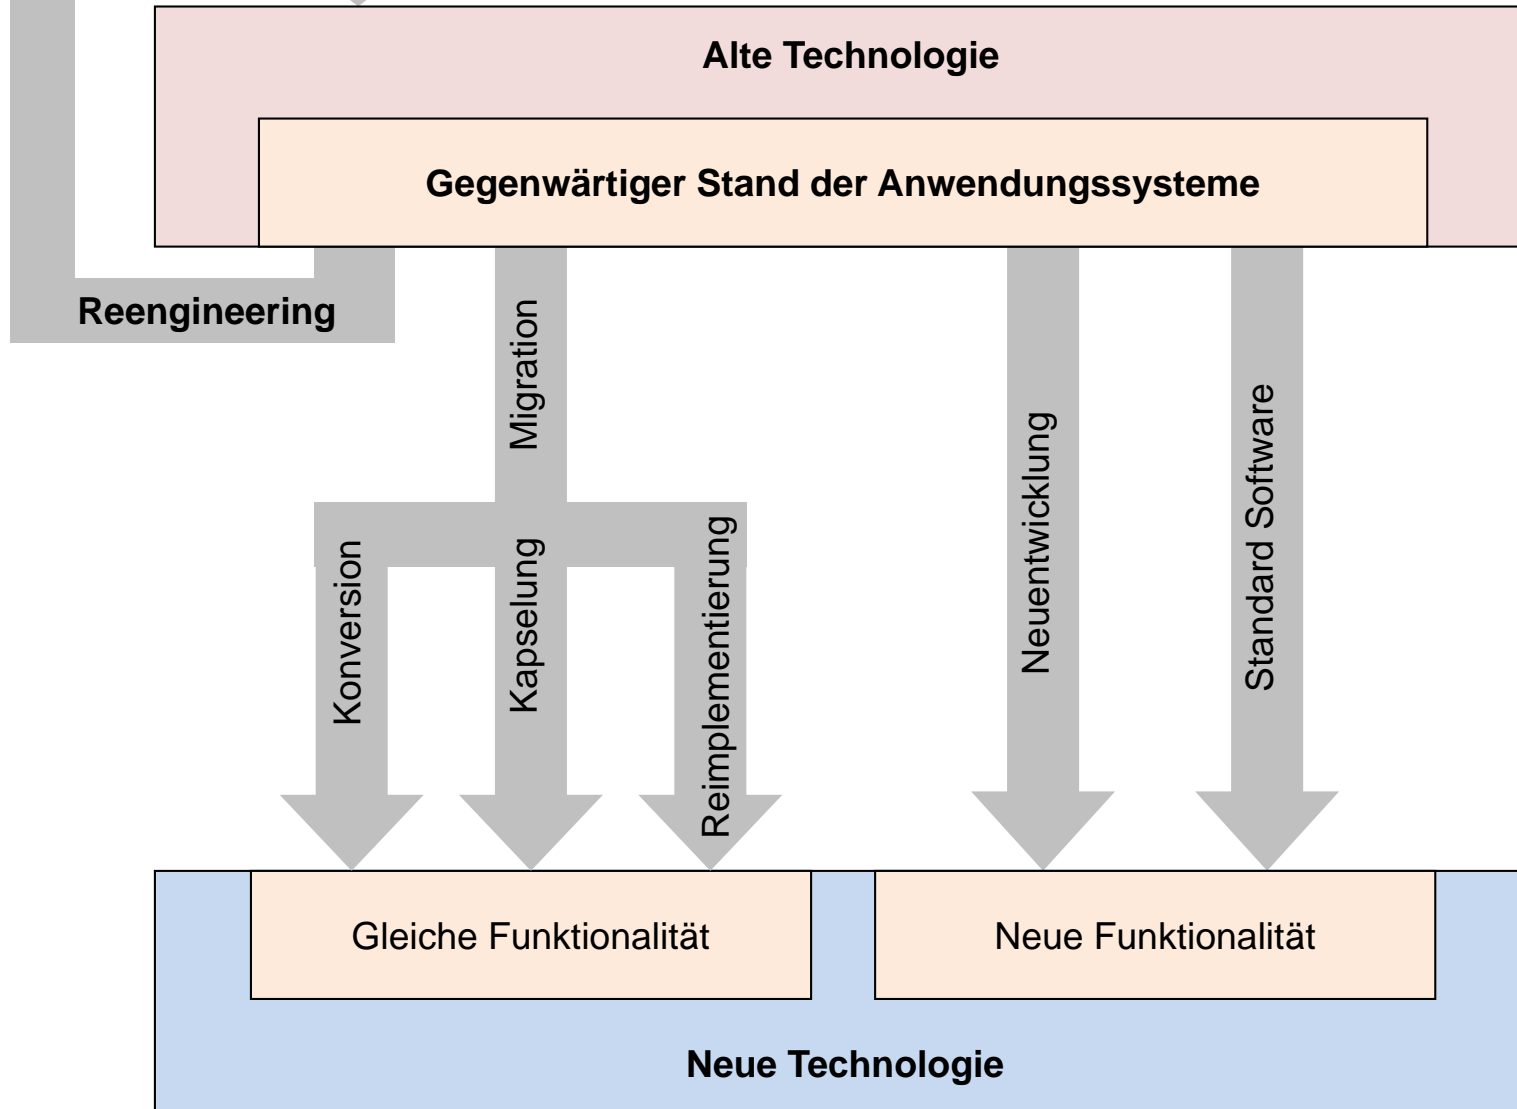 Alte Technologie
Gegenwärtiger Stand der Anwendungssysteme
Reengineering
Migration
Konversion
Kapselung
Reimplementierung
Neuentwicklung
Standard Software
Gleiche Funktionalität
Neue Funktionalität
Neue Technologie